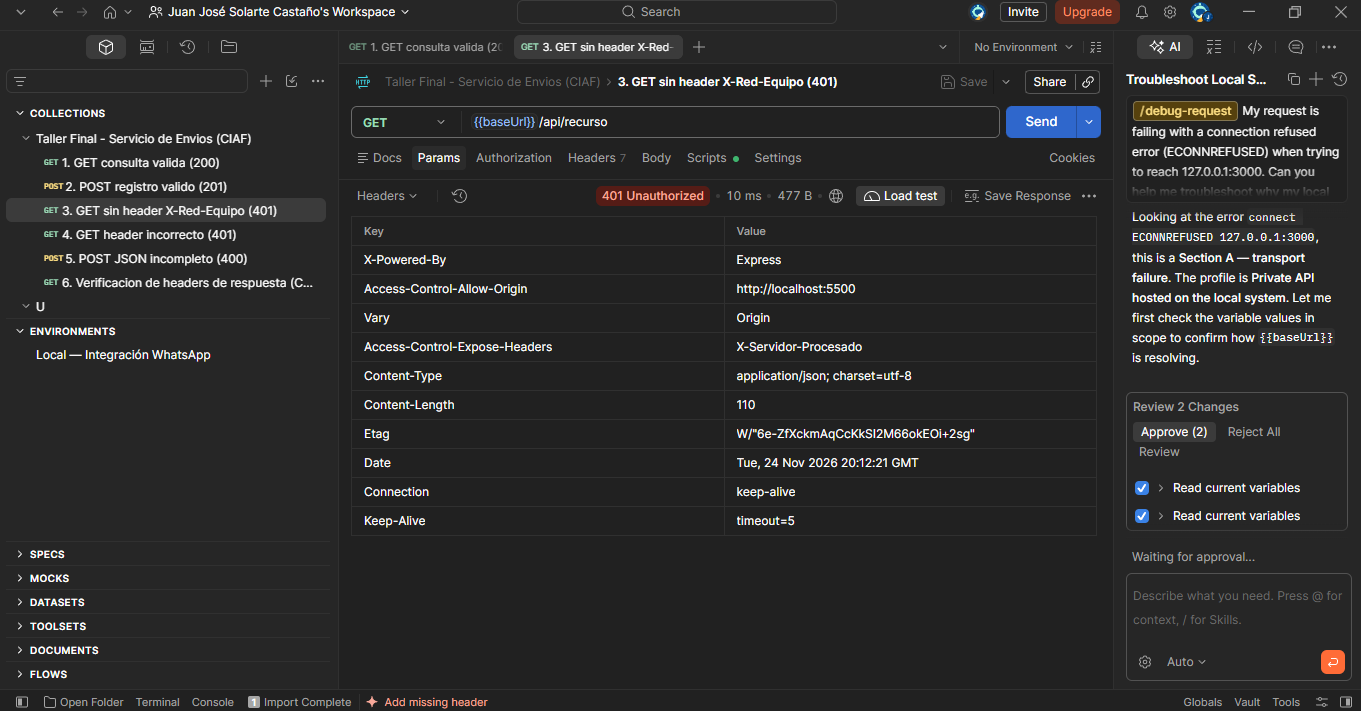 Juan José Solarte Castaño's Workspace
Search
Invite
Upgrade
COLLECTIONS
Taller Final - Servicio de Envios (CIAF)
GET 1. GET consulta valida (200)
POST 2. POST registro valido (201)
GET 3. GET sin header X-Red-Equipo (401)
GET 4. GET header incorrecto (401)
POST 5. POST JSON incompleto (400)
GET 6. Verificacion de headers de respuesta (C...
U
ENVIRONMENTS
Local — Integración WhatsApp
SPECS
MOCKS
DATASETS
TOOLSETS
DOCUMENTS
FLOWS
GET 1. GET consulta valida (20
GET 3. GET sin header X-Red-
No Environment
HTTP Taller Final - Servicio de Envios (CIAF) > 3. GET sin header X-Red-Equipo (401)
Save
Share
GET
{{baseUrl}} /api/recurso
Send
Docs Params Authorization Headers 7 Body Scripts Settings
Cookies
Headers
401 Unauthorized • 10 ms • 477 B
Load test
e.g. Save Response
Key Value
X-Powered-By Express
Access-Control-Allow-Origin http://localhost:5500
Vary Origin
Access-Control-Expose-Headers X-Servidor-Procesado
Content-Type application/json; charset=utf-8
Content-Length 110
Etag W/"6e-ZfXckmAqCcKkSI2M66okEOi+2sg"
Date Tue, 24 Nov 2026 20:12:21 GMT
Connection keep-alive
Keep-Alive timeout=5
AI
Troubleshoot Local S...
/debug-request My request is
failing with a connection refused
error (ECONNREFUSED) when trying
to reach 127.0.0.1:3000. Can you
help me troubleshoot why my local
Looking at the error connect
ECONNREFUSED 127.0.0.1:3000,
this is a Section A — transport
failure. The profile is Private API
hosted on the local system. Let me
first check the variable values in
scope to confirm how {{baseUrl}}
is resolving.
Review 2 Changes
Approve (2) Reject All
Review
Read current variables
Read current variables
Waiting for approval...
Describe what you need. Press @ for
context, / for Skills.
Auto
Open Folder Terminal Console 1 Import Complete Add missing header
Globals Vault Tools